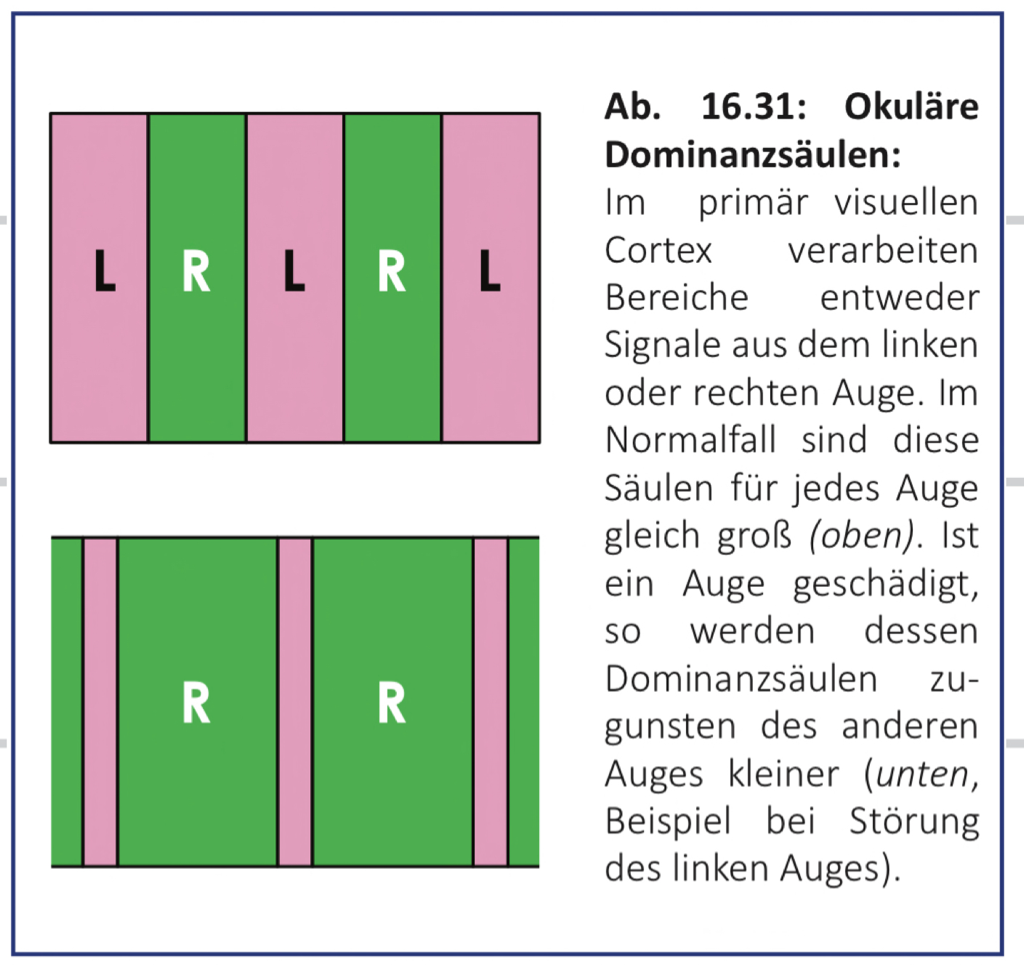 L R L R L
R R
Ab. 16.31: Okuläre
Dominanzsäulen:
Im primär visuellen
Cortex verarbeiten
Bereiche entweder
Signale aus dem linken
oder rechten Auge. Im
Normalfall sind diese
Säulen für jedes Auge
gleich groß (oben). Ist
ein Auge geschädigt,
so werden dessen
Dominanzsäulen zu-
gunsten des anderen
Auges kleiner (unten,
Beispiel bei Störung
des linken Auges).